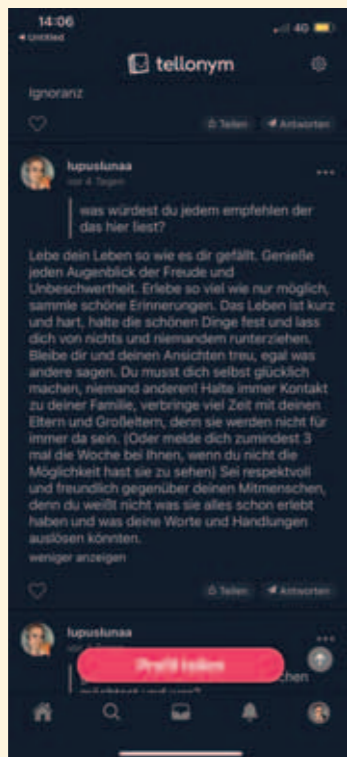 14:06
4G
◀ Untitled
tellonym
Ignoranz
Teilen Antworten
lupuslunaa
vor 4 Tagen
was würdest du jedem empfehlen der
das hier liest?
Lebe dein Leben so wie es dir gefällt. Genieße
jeden Augenblick der Freude und
Unbeschwertheit. Erlebe so viel wie nur möglich,
sammle schöne Erinnerungen. Das Leben ist kurz
und hart, halte die schönen Dinge fest und lass
dich von nichts und niemandem runterziehen.
Bleibe dir und deinen Ansichten treu, egal was
andere sagen. Du musst dich selbst glücklich
machen, niemand anderen! Halte immer Kontakt
zu deiner Familie, verbringe viel Zeit mit deinen
Eltern und Großeltern, denn sie werden nicht für
immer da sein. (Oder melde dich zumindest 3
mal die Woche bei Ihnen, wenn du nicht die
Möglichkeit hast sie zu sehen) Sei respektvoll
und freundlich gegenüber deinen Mitmenschen,
denn du weißt nicht was sie alles schon erlebt
haben und was deine Worte und Handlungen
auslösen könnten.
weniger anzeigen
Teilen Antworten
lupuslunaa
Profil teilen